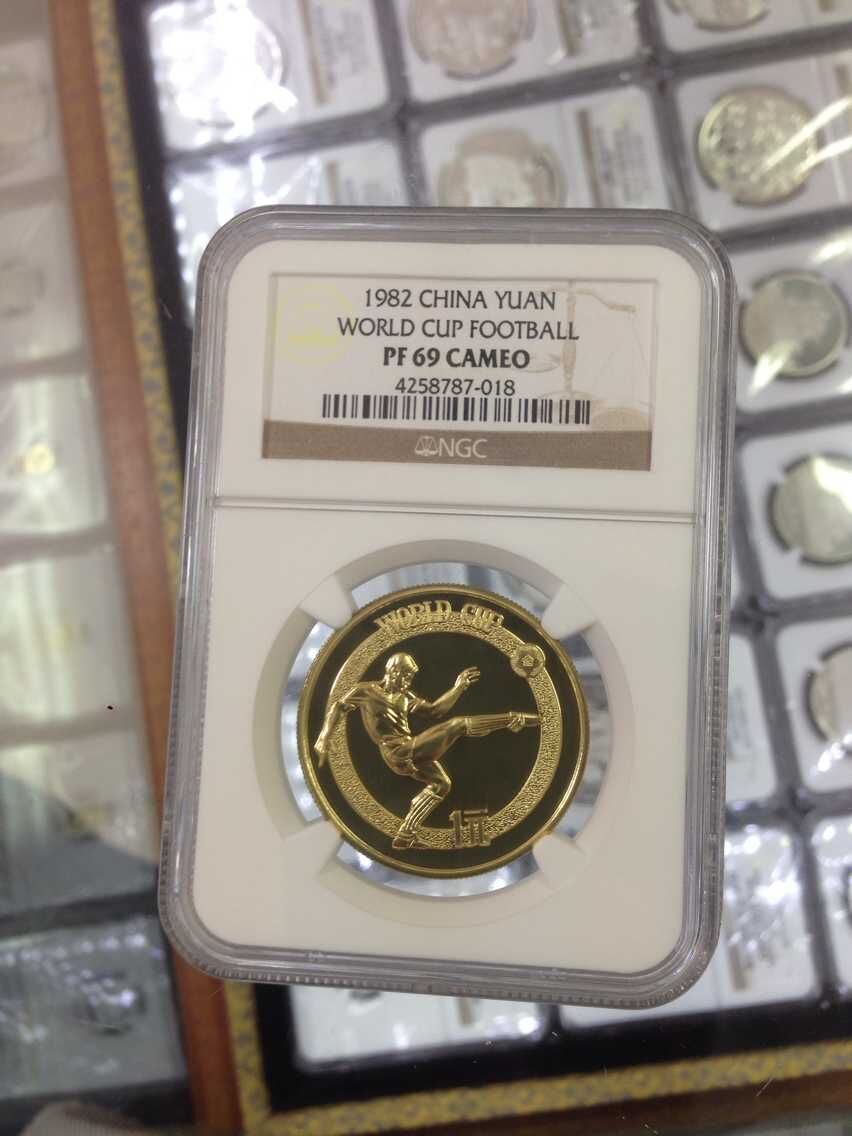 1982 CHINA YUAN
WORLD CUP FOOTBALL
PF 69 CAMEO
4258787-018
NGC
WORLD CUP
1元